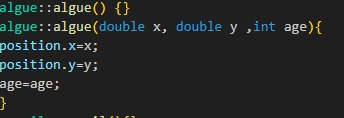 algue::algue() {}
algue::algue(double x, double y ,int age){
position.x=x;
position.y=y;
age=age;
}